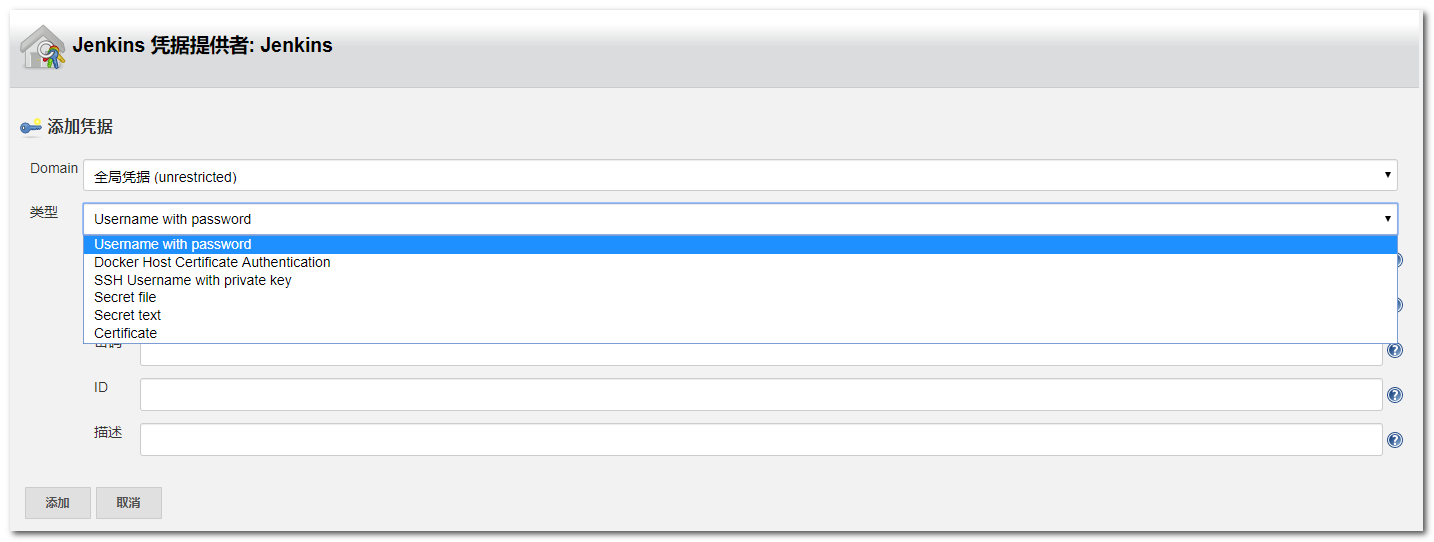 Jenkins 凭据提供者: Jenkins
添加凭据
Domain 全局凭据 (unrestricted)
类型 Username with password
Username with password
Docker Host Certificate Authentication
SSH Username with private key
Secret file
Secret text
Certificate
ID
描述
添加 取消